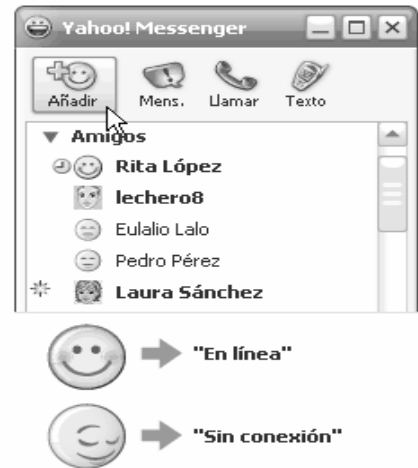 Yahoo! Messenger
Añadir Mens. Llamar Texto
Amigos
Rita López
lechero8
Eulalio Lalo
Pedro Pérez
Laura Sánchez
"En línea"
"Sin conexión"